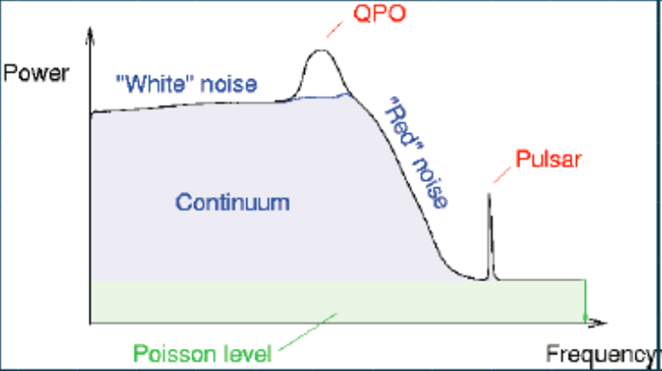 QPO
Power
"White" noise
"Red" noise
Pulsar
Continuum
Poisson level
Frequency